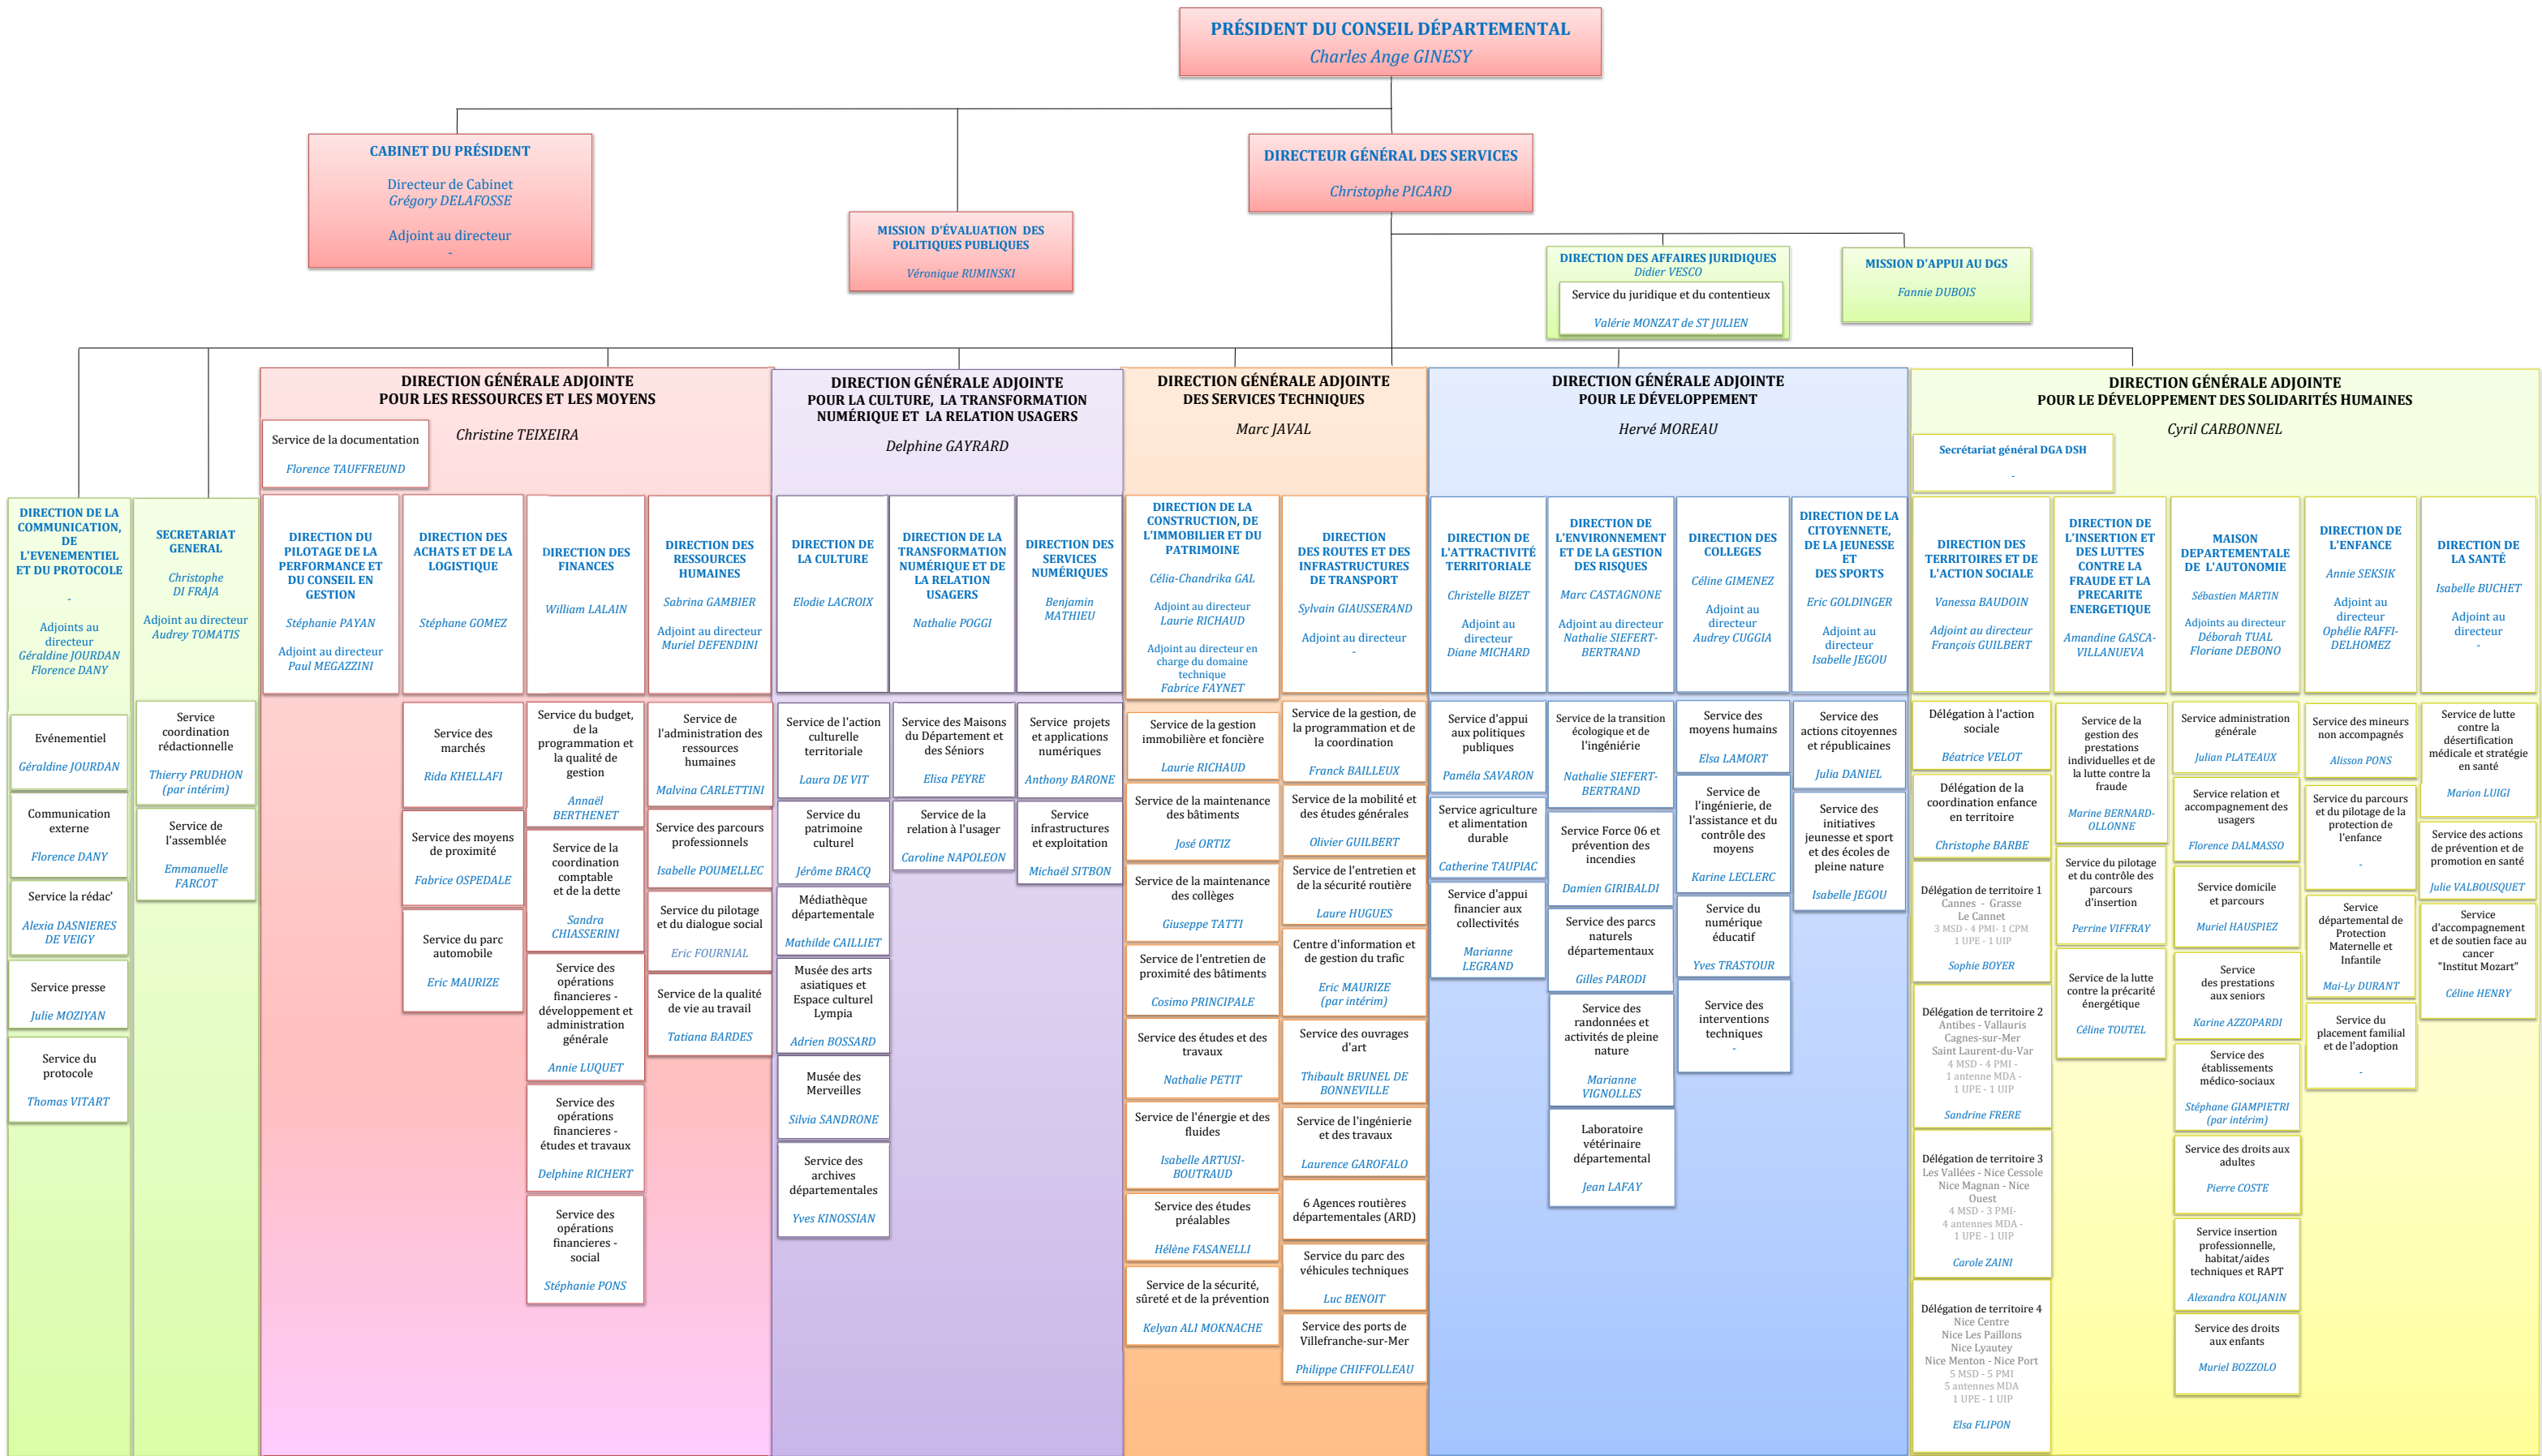 PRÉSIDENT DU CONSEIL DÉPARTEMENTAL
Charles Ange GINESY
CABINET DU PRÉSIDENT
Directeur de Cabinet
Grégory DELAFOSSE
Adjoint au directeur
-
MISSION D'ÉVALUATION DES
POLITIQUES PUBLIQUES
Véronique RUMINSKI
DIRECTEUR GÉNÉRAL DES SERVICES
Christophe PICARD
DIRECTION DES AFFAIRES JURIDIQUES
Didier VESCO
Service du juridique et du contentieux
Valérie MONZAT de ST JULIEN
MISSION D'APPUI AU DGS
Fannie DUBOIS
DIRECTION DE LA
COMMUNICATION,
DE
L'EVENEMENTIEL
ET DU PROTOCOLE
-
Adjoints au
directeur
Géraldine JOURDAN
Florence DANY
Evénementiel
Géraldine JOURDAN
Communication
externe
Florence DANY
Service la rédac'
Alexia DASNIERES
DE VEIGY
Service presse
Julie MOZIYAN
Service du
protocole
Thomas VITART
SECRETARIAT
GENERAL
Christophe
DI FRAJA
Adjoint au directeur
Audrey TOMATIS
Service
coordination
rédactionnelle
Thierry PRUDHON
(par intérim)
Service de
l'assemblée
Emmanuelle
FARCOT
DIRECTION GÉNÉRALE ADJOINTE
POUR LES RESSOURCES ET LES MOYENS
Christine TEIXEIRA
Service de la documentation
Florence TAUFFREUND
DIRECTION DU
PILOTAGE DE LA
PERFORMANCE ET
DU CONSEIL EN
GESTION
Stéphanie PAYAN
Adjoint au directeur
Paul MEGAZZINI
DIRECTION DES
ACHATS ET DE LA
LOGISTIQUE
Stéphane GOMEZ
Service des
marchés
Rida KHELLAFI
Service des moyens
de proximité
Fabrice OSPEDALE
Service du parc
automobile
Eric MAURIZE
DIRECTION DES
FINANCES
William LALAIN
Service du budget,
de la
programmation et
la qualité de
gestion
Annaël
BERTHENET
Service de la
coordination
comptable
et de la dette
Sandra
CHIASSERINI
Service des
opérations
financieres -
développement et
administration
générale
Annie LUQUET
Service des
opérations
financieres -
études et travaux
Delphine RICHERT
Service des
opérations
financieres -
social
Stéphanie PONS
DIRECTION DES
RESSOURCES
HUMAINES
Sabrina GAMBIER
Adjoint au directeur
Muriel DEFENDINI
Service de
l'administration des
ressources
humaines
Malvina CARLETTINI
Service des parcours
professionnels
Isabelle POUMELLEC
Service du pilotage
et du dialogue social
Eric FOURNIAL
Service de la qualité
de vie au travail
Tatiana BARDES
DIRECTION GÉNÉRALE ADJOINTE
POUR LA CULTURE, LA TRANSFORMATION
NUMÉRIQUE ET LA RELATION USAGERS
Delphine GAYRARD
DIRECTION DE
LA CULTURE
Elodie LACROIX
Service de l'action
culturelle
territoriale
Laura DE VIT
Service du
patrimoine
culturel
Jérôme BRACQ
Médiathèque
départementale
Mathilde CAILLIET
Musée des arts
asiatiques et
Espace culturel
Lympia
Adrien BOSSARD
Musée des
Merveilles
Silvia SANDRONE
Service des
archives
départementales
Yves KINOSSIAN
DIRECTION DE LA
TRANSFORMATION
NUMÉRIQUE ET DE
LA RELATION
USAGERS
Nathalie POGGI
Service des Maisons
du Département et
des Séniors
Elisa PEYRE
Service de la
relation à l'usager
Caroline NAPOLEON
DIRECTION DES
SERVICES
NUMÉRIQUES
Benjamin
MATHIEU
Service projets
et applications
numériques
Anthony BARONE
Service
infrastructures
et exploitation
Michaël SITBON
DIRECTION GÉNÉRALE ADJOINTE
DES SERVICES TECHNIQUES
Marc JAVAL
DIRECTION DE LA
CONSTRUCTION, DE
L'IMMOBILIER ET DU
PATRIMOINE
Célia-Chandrika GAL
Adjoint au directeur
Laurie RICHAUD
Adjoint au directeur en
charge du domaine
technique
Fabrice FAYNET
Service de la gestion
immobilière et foncière
Laurie RICHAUD
Service de la maintenance
des bâtiments
José ORTIZ
Service de la maintenance
des collèges
Giuseppe TATTI
Service de l'entretien de
proximité des bâtiments
Cosimo PRINCIPALE
Service des études et des
travaux
Nathalie PETIT
Service de l'énergie et des
fluides
Isabelle ARTUSI-
BOUTRAUD
Service des études
préalables
Hélène FASANELLI
Service de la sécurité,
sûreté et de la prévention
Kelyan ALI MOKNACHE
DIRECTION
DES ROUTES ET DES
INFRASTRUCTURES
DE TRANSPORT
Sylvain GIAUSSERAND
Adjoint au directeur
-
Service de la gestion, de
la programmation et de
la coordination
Franck BAILLEUX
Service de la mobilité et
des études générales
Olivier GUILBERT
Service de l'entretien et
de la sécurité routière
Laure HUGUES
Centre d'information et
de gestion du trafic
Eric MAURIZE
(par intérim)
Service des ouvrages
d'art
Thibault BRUNEL DE
BONNEVILLE
Service de l'ingénierie
et des travaux
Laurence GAROFALO
6 Agences routières
départementales (ARD)
Service du parc des
véhicules techniques
Luc BENOIT
Service des ports de
Villefranche-sur-Mer
Philippe CHIFFOLLEAU
DIRECTION GÉNÉRALE ADJOINTE
POUR LE DÉVELOPPEMENT
Hervé MOREAU
DIRECTION DE
L'ATTRACTIVITÉ
TERRITORIALE
Christelle BIZET
Adjoint au
directeur
Diane MICHARD
Service d'appui
aux politiques
publiques
Paméla SAVARON
Service agriculture
et alimentation
durable
Catherine TAUPIAC
Service d'appui
financier aux
collectivités
Marianne
LEGRAND
DIRECTION DE
L'ENVIRONNEMENT
ET DE LA GESTION
DES RISQUES
Marc CASTAGNONE
Adjoint au directeur
Nathalie SIEFERT-
BERTRAND
Service de la transition
écologique et de
l'ingéniérie
Nathalie SIEFERT-
BERTRAND
Service Force 06 et
prévention des
incendies
Damien GIRIBALDI
Service des parcs
naturels
départementaux
Gilles PARODI
Service des
randonnées et
activités de pleine
nature
Marianne
VIGNOLLES
Laboratoire
vétérinaire
départemental
Jean LAFAY
DIRECTION DES
COLLEGES
Céline GIMENEZ
Adjoint au
directeur
Audrey CUGGIA
Service des
moyens humains
Elsa LAMORT
Service de
l'ingénierie, de
l'assistance et du
contrôle des
moyens
Karine LECLERC
Service du
numérique
éducatif
Yves TRASTOUR
Service des
interventions
techniques
-
DIRECTION DE LA
CITOYENNETE,
DE LA JEUNESSE
ET
DES SPORTS
Eric GOLDINGER
Adjoint au
directeur
Isabelle JEGOU
Service des
actions citoyennes
et républicaines
Julia DANIEL
Service des
initiatives
jeunesse et sport
et des écoles de
pleine nature
Isabelle JEGOU
DIRECTION GÉNÉRALE ADJOINTE
POUR LE DÉVELOPPEMENT DES SOLIDARITÉS HUMAINES
Cyril CARBONNEL
Secrétariat général DGA DSH
-
DIRECTION DES
TERRITOIRES ET DE
L'ACTION SOCIALE
Vanessa BAUDOIN
Adjoint au directeur
François GUILBERT
Délégation à l'action
sociale
Béatrice VELOT
Délégation de la
coordination enfance
en territoire
Christophe BARBE
Délégation de territoire 1
Cannes - Grasse
Le Cannet
3 MSD - 4 PMI- 1 CPM
1 UPE - 1 UIP
Sophie BOYER
Délégation de territoire 2
Antibes - Vallauris
Cagnes-sur-Mer
Saint Laurent-du-Var
4 MSD - 4 PMI -
1 antenne MDA -
1 UPE - 1 UIP
Sandrine FRERE
Délégation de territoire 3
Les Vallées - Nice Cessole
Nice Magnan - Nice
Ouest
4 MSD - 3 PMI-
4 antennes MDA -
1 UPE - 1 UIP
Carole ZAINI
Délégation de territoire 4
Nice Centre
Nice Les Paillons
Nice Lyautey
Nice Menton - Nice Port
5 MSD - 5 PMI
5 antennes MDA
1 UPE - 1 UIP
Elsa FLIPON
DIRECTION DE
L'INSERTION ET
DES LUTTES
CONTRE LA
FRAUDE ET LA
PRECARITE
ENERGETIQUE
Amandine GASCA-
VILLANUEVA
Service de la
gestion des
prestations
individuelles et de
la lutte contre la
fraude
Marine BERNARD-
OLLONNE
Service du pilotage
et du contrôle des
parcours
d'insertion
Perrine VIFFRAY
Service de la lutte
contre la précarité
énergétique
Céline TOUTEL
MAISON
DEPARTEMENTALE
DE L'AUTONOMIE
Sébastien MARTIN
Adjoints au directeur
Déborah TUAL
Floriane DEBONO
Service administration
générale
Julian PLATEAUX
Service relation et
accompagnement des
usagers
Florence DALMASSO
Service domicile
et parcours
Muriel HAUSPIEZ
Service
des prestations
aux seniors
Karine AZZOPARDI
Service des
établissements
médico-sociaux
Stéphane GIAMPIETRI
(par intérim)
Service des droits aux
adultes
Pierre COSTE
Service insertion
professionnelle,
habitat/aides
techniques et RAPT
Alexandra KOLJANIN
Service des droits
aux enfants
Muriel BOZZOLO
DIRECTION DE
L'ENFANCE
Annie SEKSIK
Adjoint au
directeur
Ophélie RAFFI-
DELHOMEZ
Service des mineurs
non accompagnés
Alisson PONS
Service du parcours
et du pilotage de la
protection de
l'enfance
-
Service
départemental de
Protection
Maternelle et
Infantile
Mai-Ly DURANT
Service du
placement familial
et de l'adoption
-
DIRECTION DE
LA SANTÉ
Isabelle BUCHET
Adjoint au
directeur
-
Service de lutte
contre la
désertification
médicale et stratégie
en santé
Marion LUIGI
Service des actions
de prévention et de
promotion en santé
Julie VALBOUSQUET
Service
d'accompagnement
et de soutien face au
cancer
"Institut Mozart"
Céline HENRY